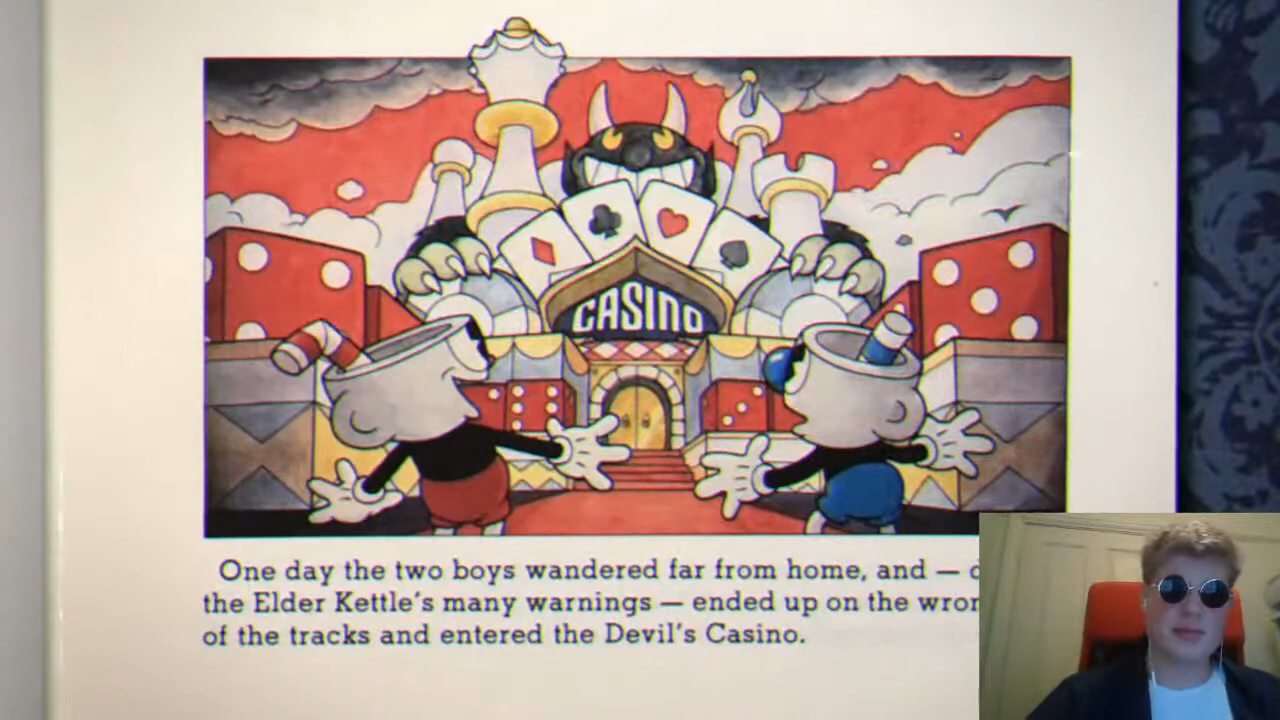 CASINO
One day the two boys wandered far from home, and —
the Elder Kettle's many warnings — ended up on the
of the tracks and entered the Devil's Casino.